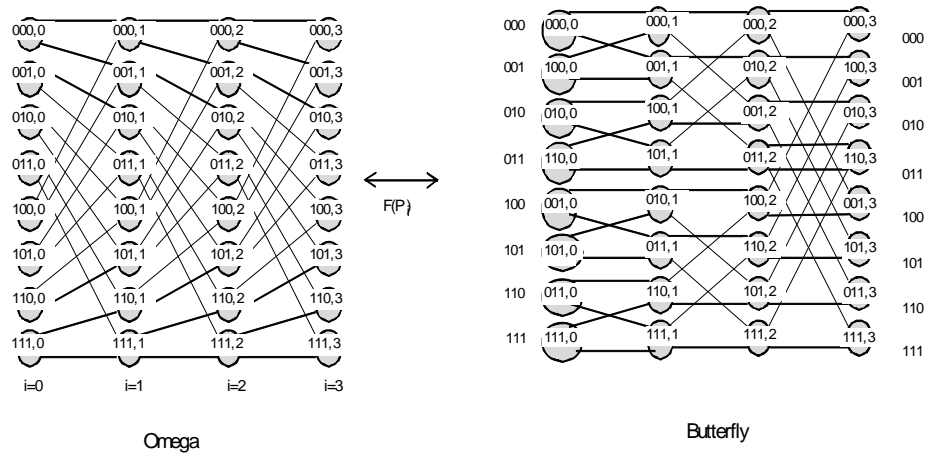 000,0 000,1 000,2 000,3
001,0 001,1 001,2 001,3
010,0 010,1 010,2 010,3
011,0 011,1 011,2 011,3
100,0 100,1 100,2 100,3
101,0 101,1 101,2 101,3
110,0 110,1 110,2 110,3
111,0 111,1 111,2 111,3
i=0 i=1 i=2 i=3
Omega
F(Pi)
000 000,0 000,1 000,2 000,3 000
001 100,0 001,1 010,2 100,3 001
010 010,0 100,1 001,2 010,3 010
011 110,0 101,1 011,2 110,3 011
100 001,0 010,1 100,2 001,3 100
101 101,0 011,1 110,2 101,3 101
110 011,0 110,1 101,2 011,3 110
111 111,0 111,1 111,2 111,3 111
Butterfly